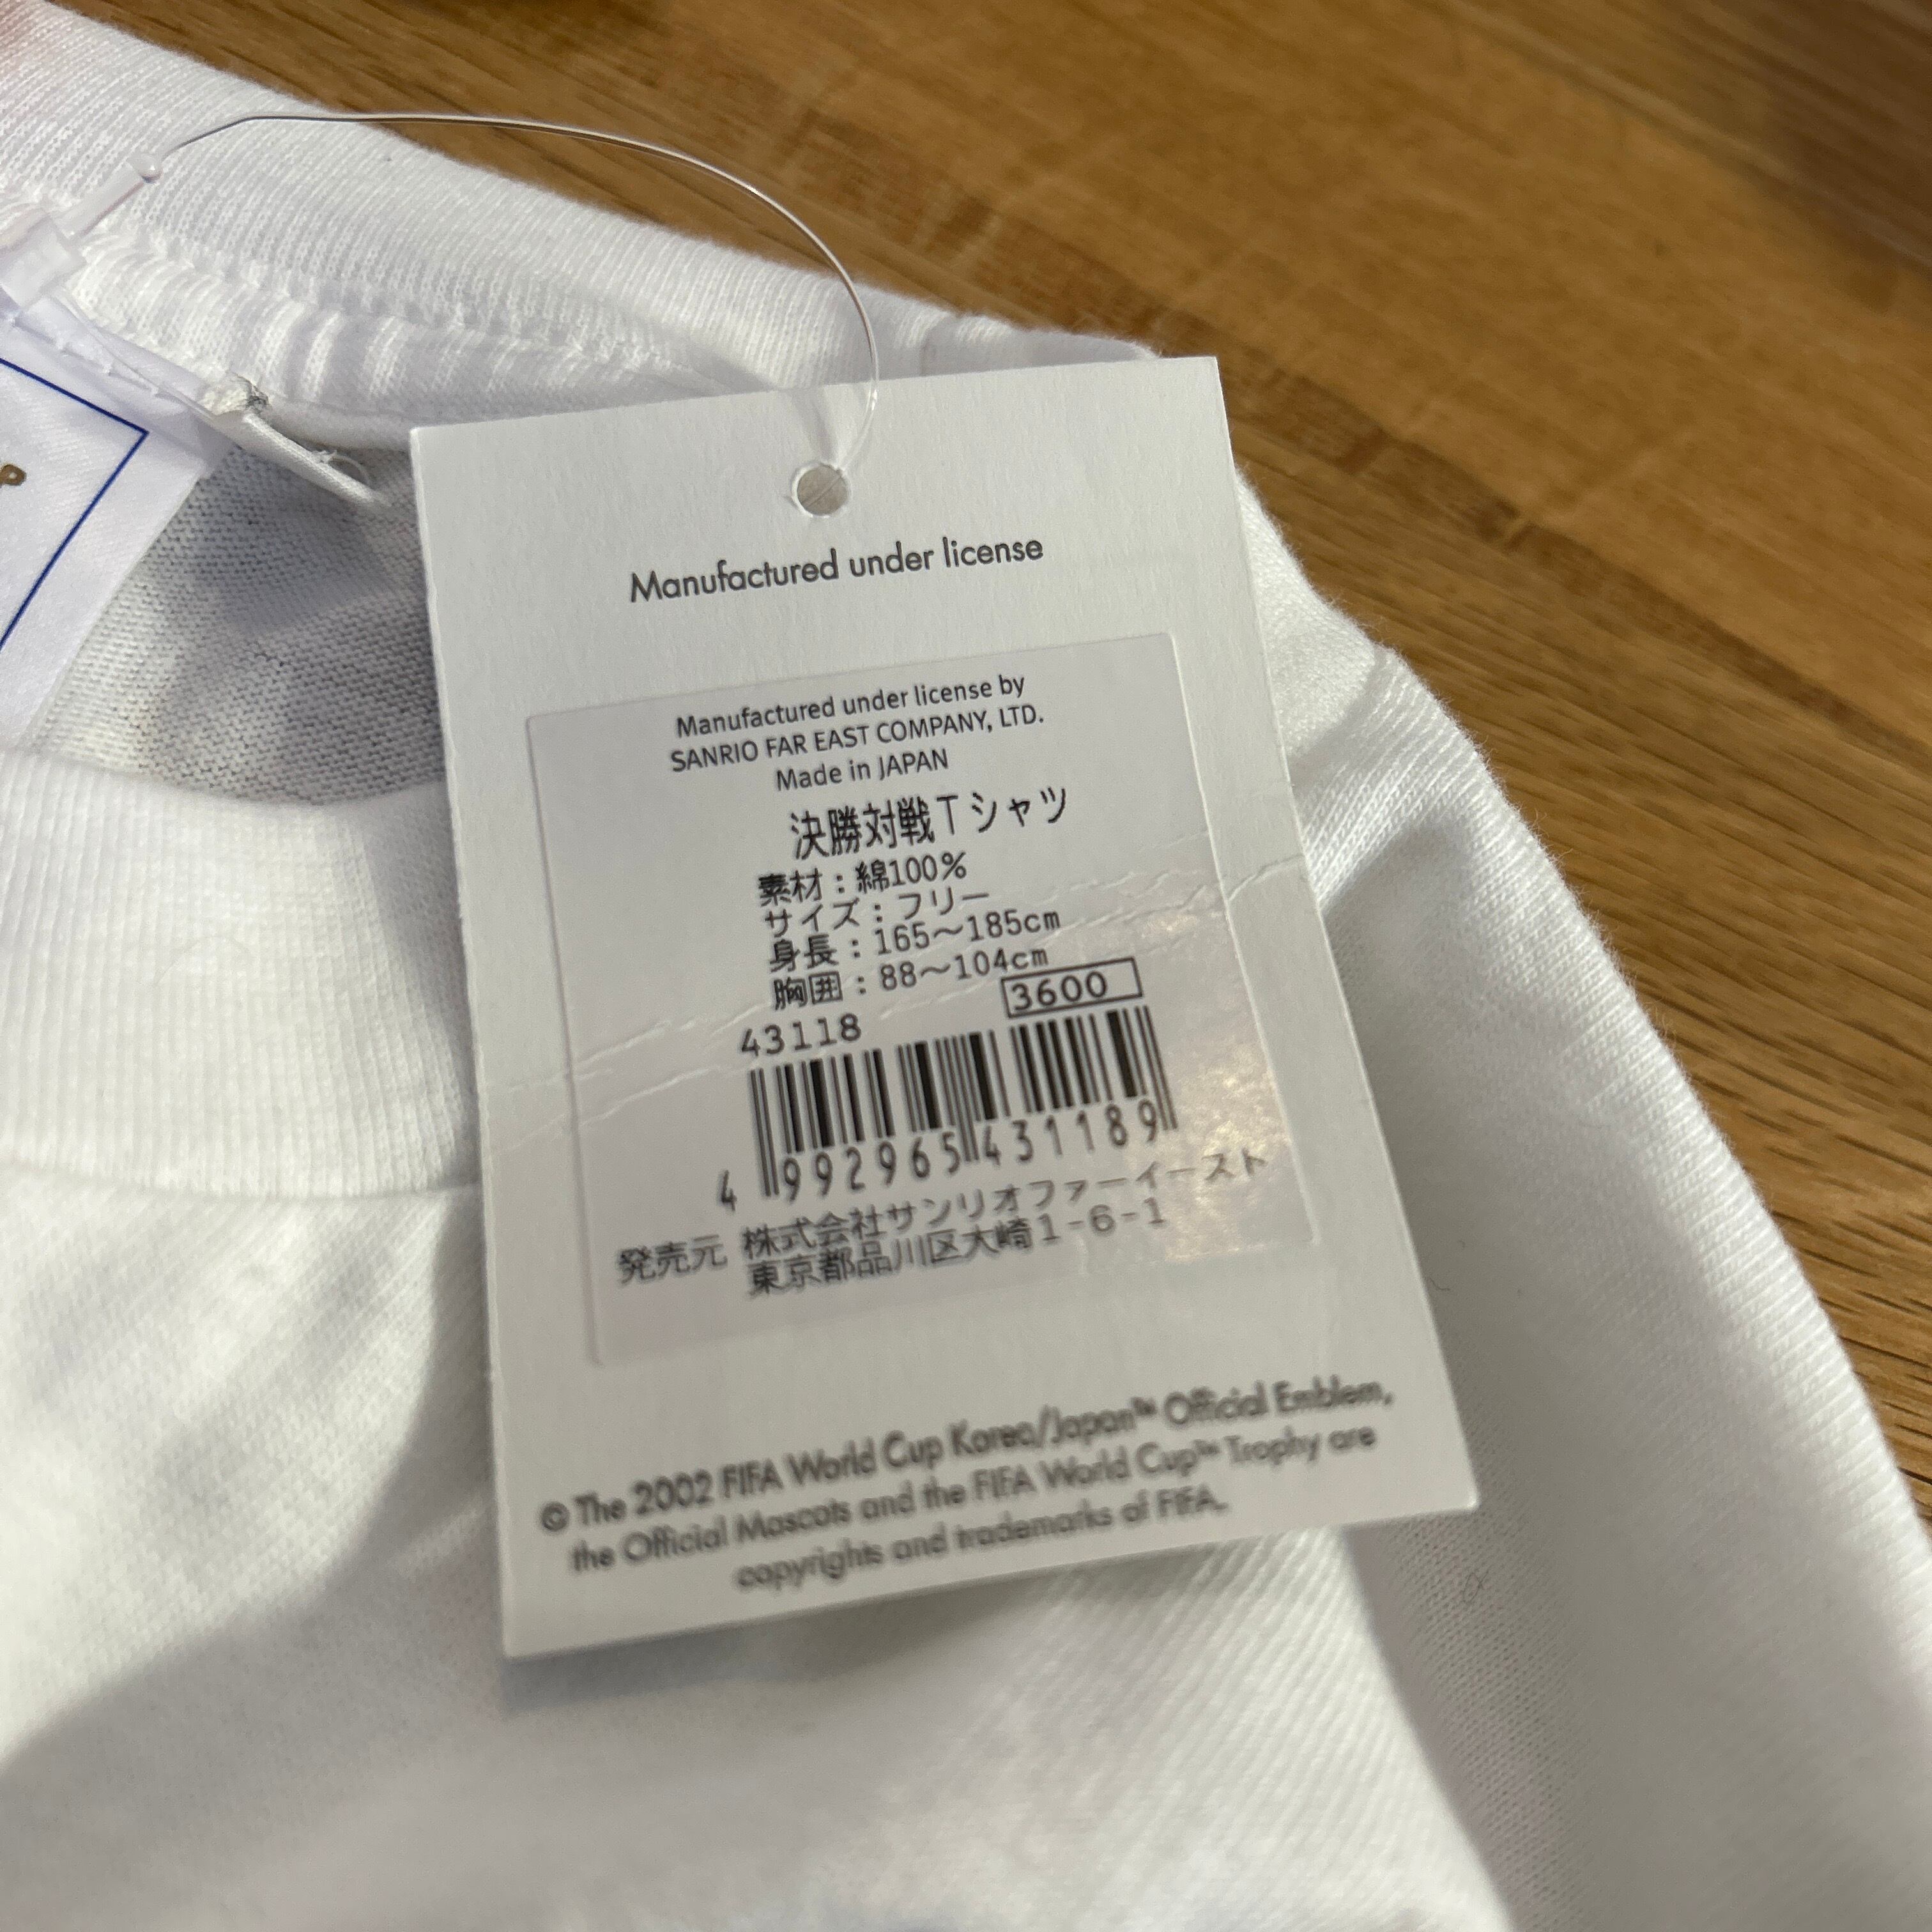 Manufactured under license
Manufactured under license by
SANRIO FAR EAST COMPANY, LTD.
Made in JAPAN
決勝対戦Tシャツ
素材：綿100%
サイズ：フリー
身長：165〜185cm
胸囲：88〜104cm
43118 3600
4 992965 431189
発売元 株式会社サンリオファーイースト
東京都品川区大崎1-6-1
© The 2002 FIFA World Cup Korea/Japan™ Official Emblem,
the Official Mascots and the FIFA World Cup™ Trophy are
copyrights and trademarks of FIFA.